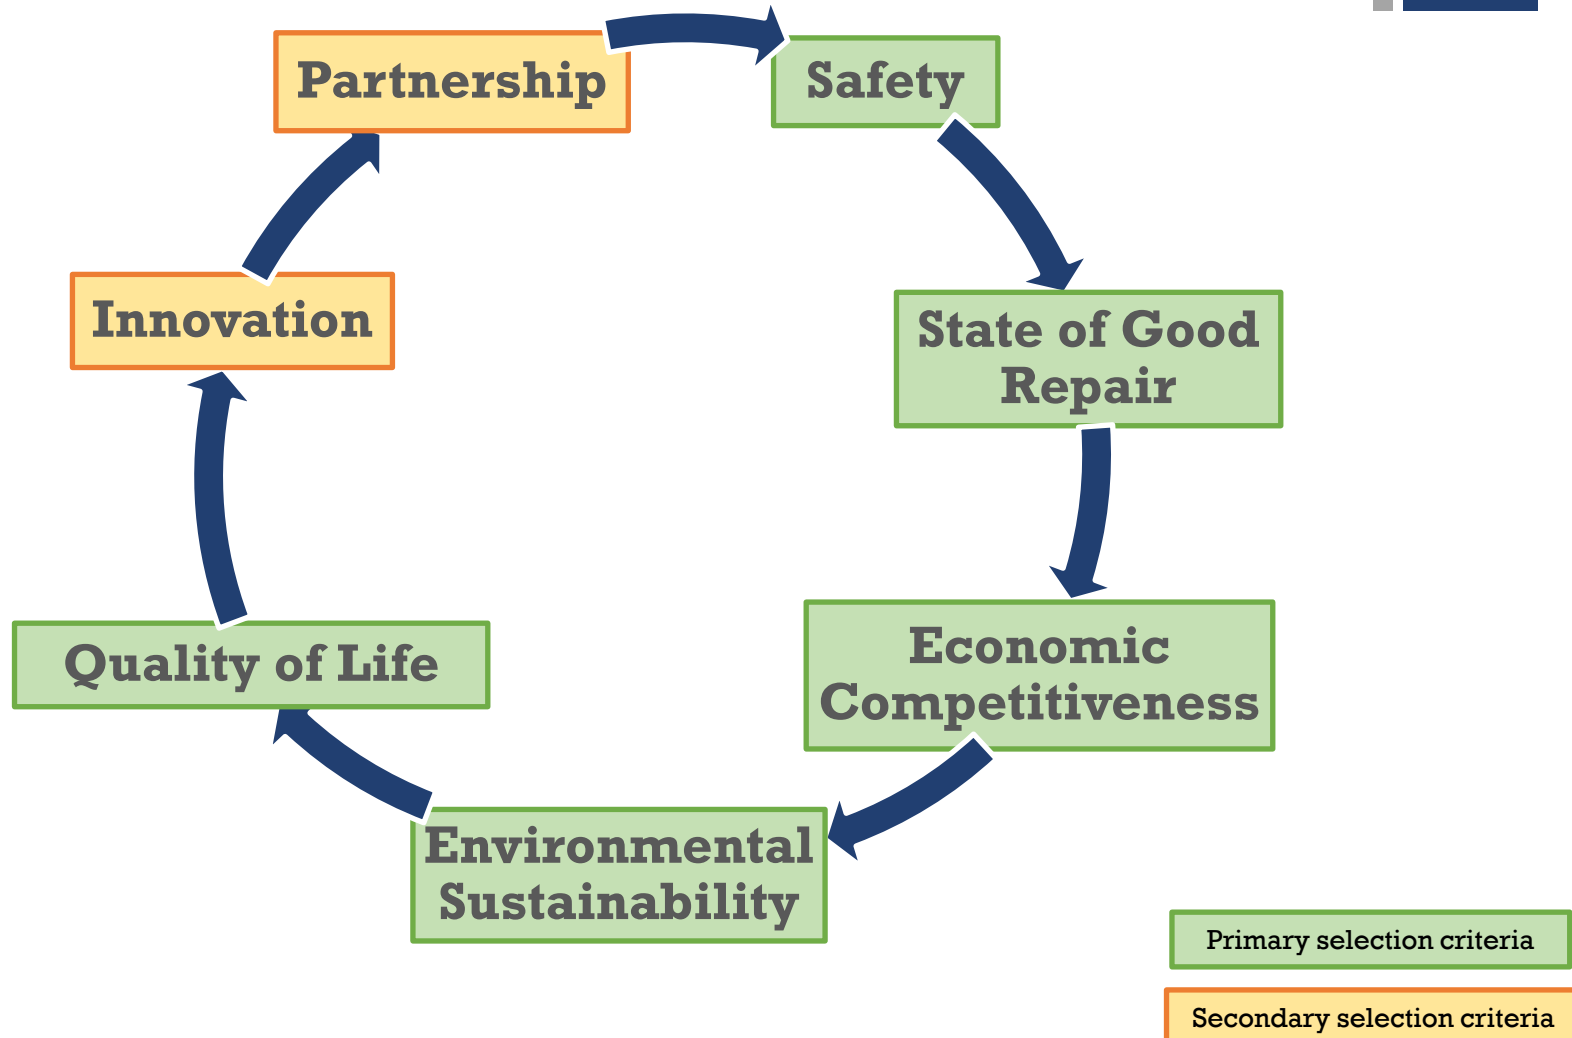 Partnership
Safety
State of Good
Repair
Innovation
Economic
Competitiveness
Quality of Life
Environmental
Sustainability
Primary selection criteria
Secondary selection criteria